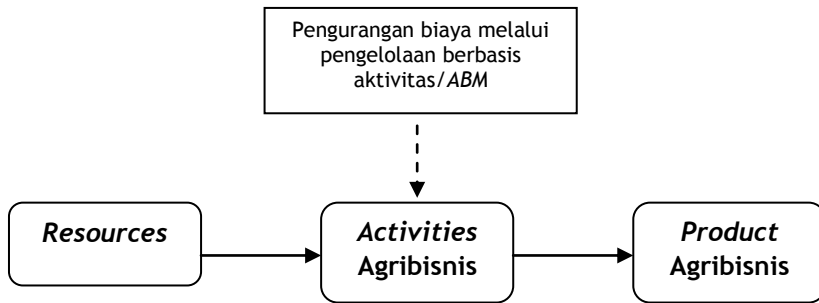 Pengurangan biaya melalui
pengelolaan berbasis
aktivitas/ABM
Resources
Activities
Agribisnis
Product
Agribisnis